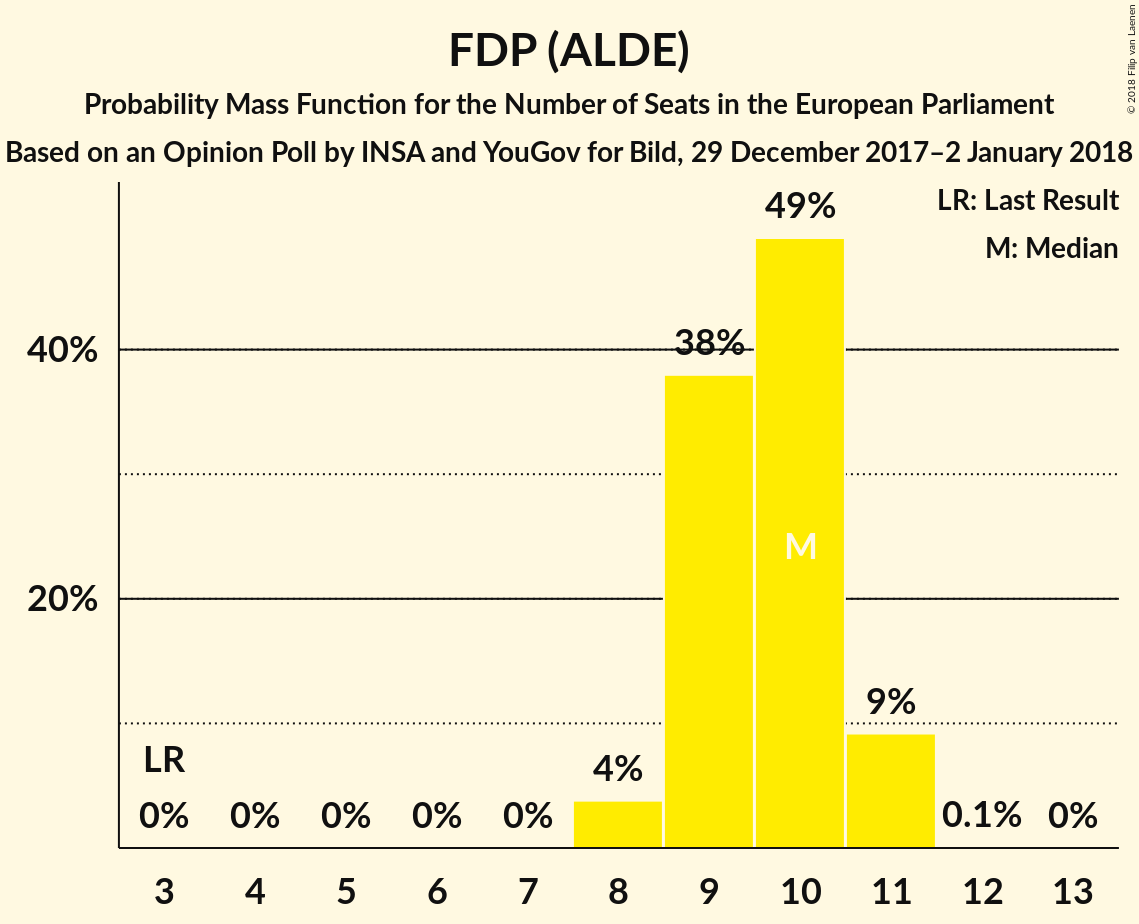 FDP (ALDE)
Probability Mass Function for the Number of Seats in the European Parliament
Based on an Opinion Poll by INSA and YouGov for Bild, 29 December 2017–2 January 2018
© 2018 Filip van Laenen
LR: Last Result
M: Median
49%
38%
40%
M
20%
9%
LR
4%
0% 0% 0% 0% 0% 0.1% 0%
3 4 5 6 7 8 9 10 11 12 13